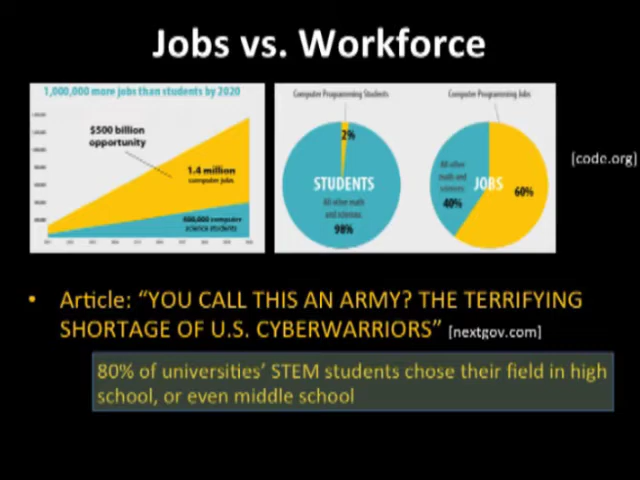 Jobs vs. Workforce
1,000,000 more jobs than students by 2020
$500 billion
opportunity
1.4 million
computer jobs
400,000 computer
science students
Computer Programming Students
2%
STUDENTS
All other math
and sciences
98%
Computer Programming Jobs
All other
math and
sciences
40%
JOBS
60%
[code.org]
• Article: “YOU CALL THIS AN ARMY? THE TERRIFYING
SHORTAGE OF U.S. CYBERWARRIORS” [nextgov.com]
80% of universities’ STEM students chose their field in high
school, or even middle school